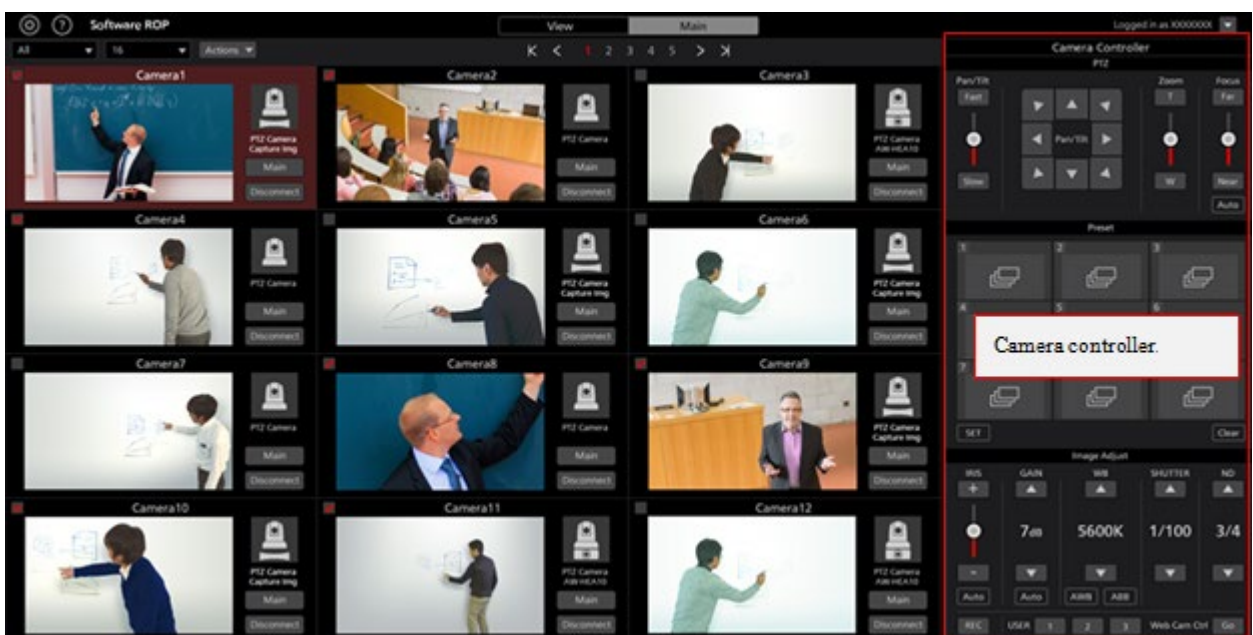 Software ROP
View
Main
Logged in as XXXXXXX
All
16
Actions
K < 1 2 3 4 5 >
Camera1
PTZ Camera
Capture Img
Main
Disconnect
Camera2
PTZ Camera
Main
Disconnect
Camera3
PTZ Camera
AW-HEA10
Main
Disconnect
Camera4
PTZ Camera
Main
Disconnect
Camera5
PTZ Camera
Capture Img
Main
Disconnect
Camera6
PTZ Camera
Capture Img
Main
Disconnect
Camera7
PTZ Camera
Main
Disconnect
Camera8
PTZ Camera
Main
Disconnect
Camera9
PTZ Camera
Capture Img
Main
Disconnect
Camera10
PTZ Camera
Capture Img
Main
Disconnect
Camera11
PTZ Camera
AW-HEA10
Main
Disconnect
Camera12
PTZ Camera
AW-HEA10
Main
Disconnect
Camera Controller
PTZ
Pan/Tilt
Zoom
Focus
Fast
T
Far
Pan/Tilt
Slow
W
Near
Auto
Preset
1 2 3
4 5 6
Camera controller.
7
SET
Clear
Image Adjust
IRIS GAIN WB SHUTTER ND
+
7dB 5600K 1/100 3/4
-
Auto Auto AWB ABB
REC USER 1 2 3 Web Cam Ctrl Go